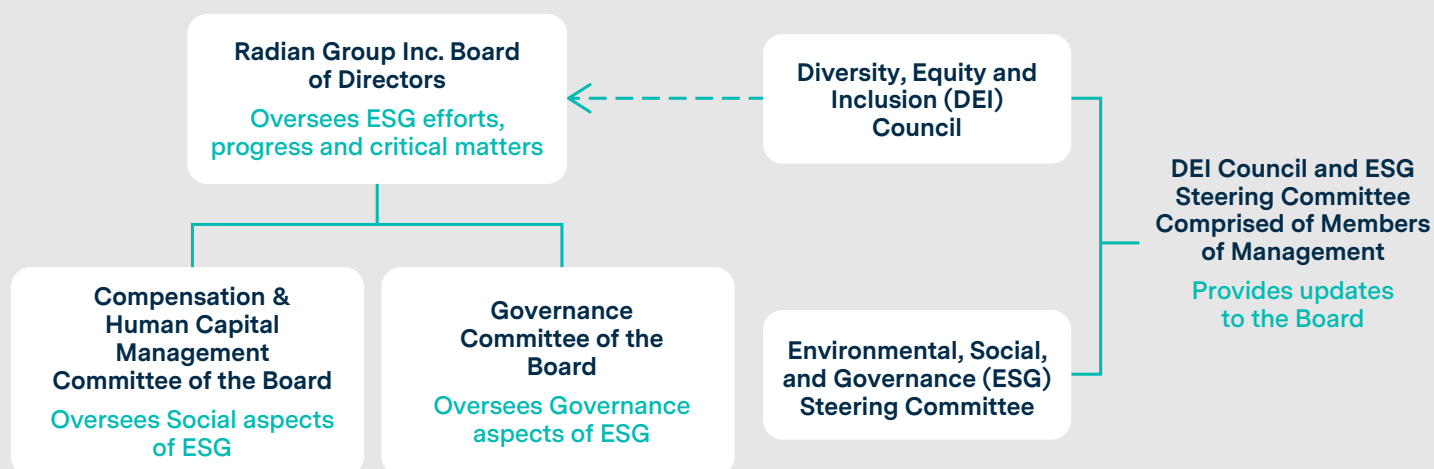 Radian Group Inc. Board
of Directors
Oversees ESG efforts,
progress and critical matters
Compensation &
Human Capital
Management
Committee of the Board
Oversees Social aspects
of ESG
Governance
Committee of the
Board
Oversees Governance
aspects of ESG
Diversity, Equity and
Inclusion (DEI)
Council
Environmental, Social,
and Governance (ESG)
Steering Committee
DEI Council and ESG
Steering Committee
Comprised of Members
of Management
Provides updates
to the Board